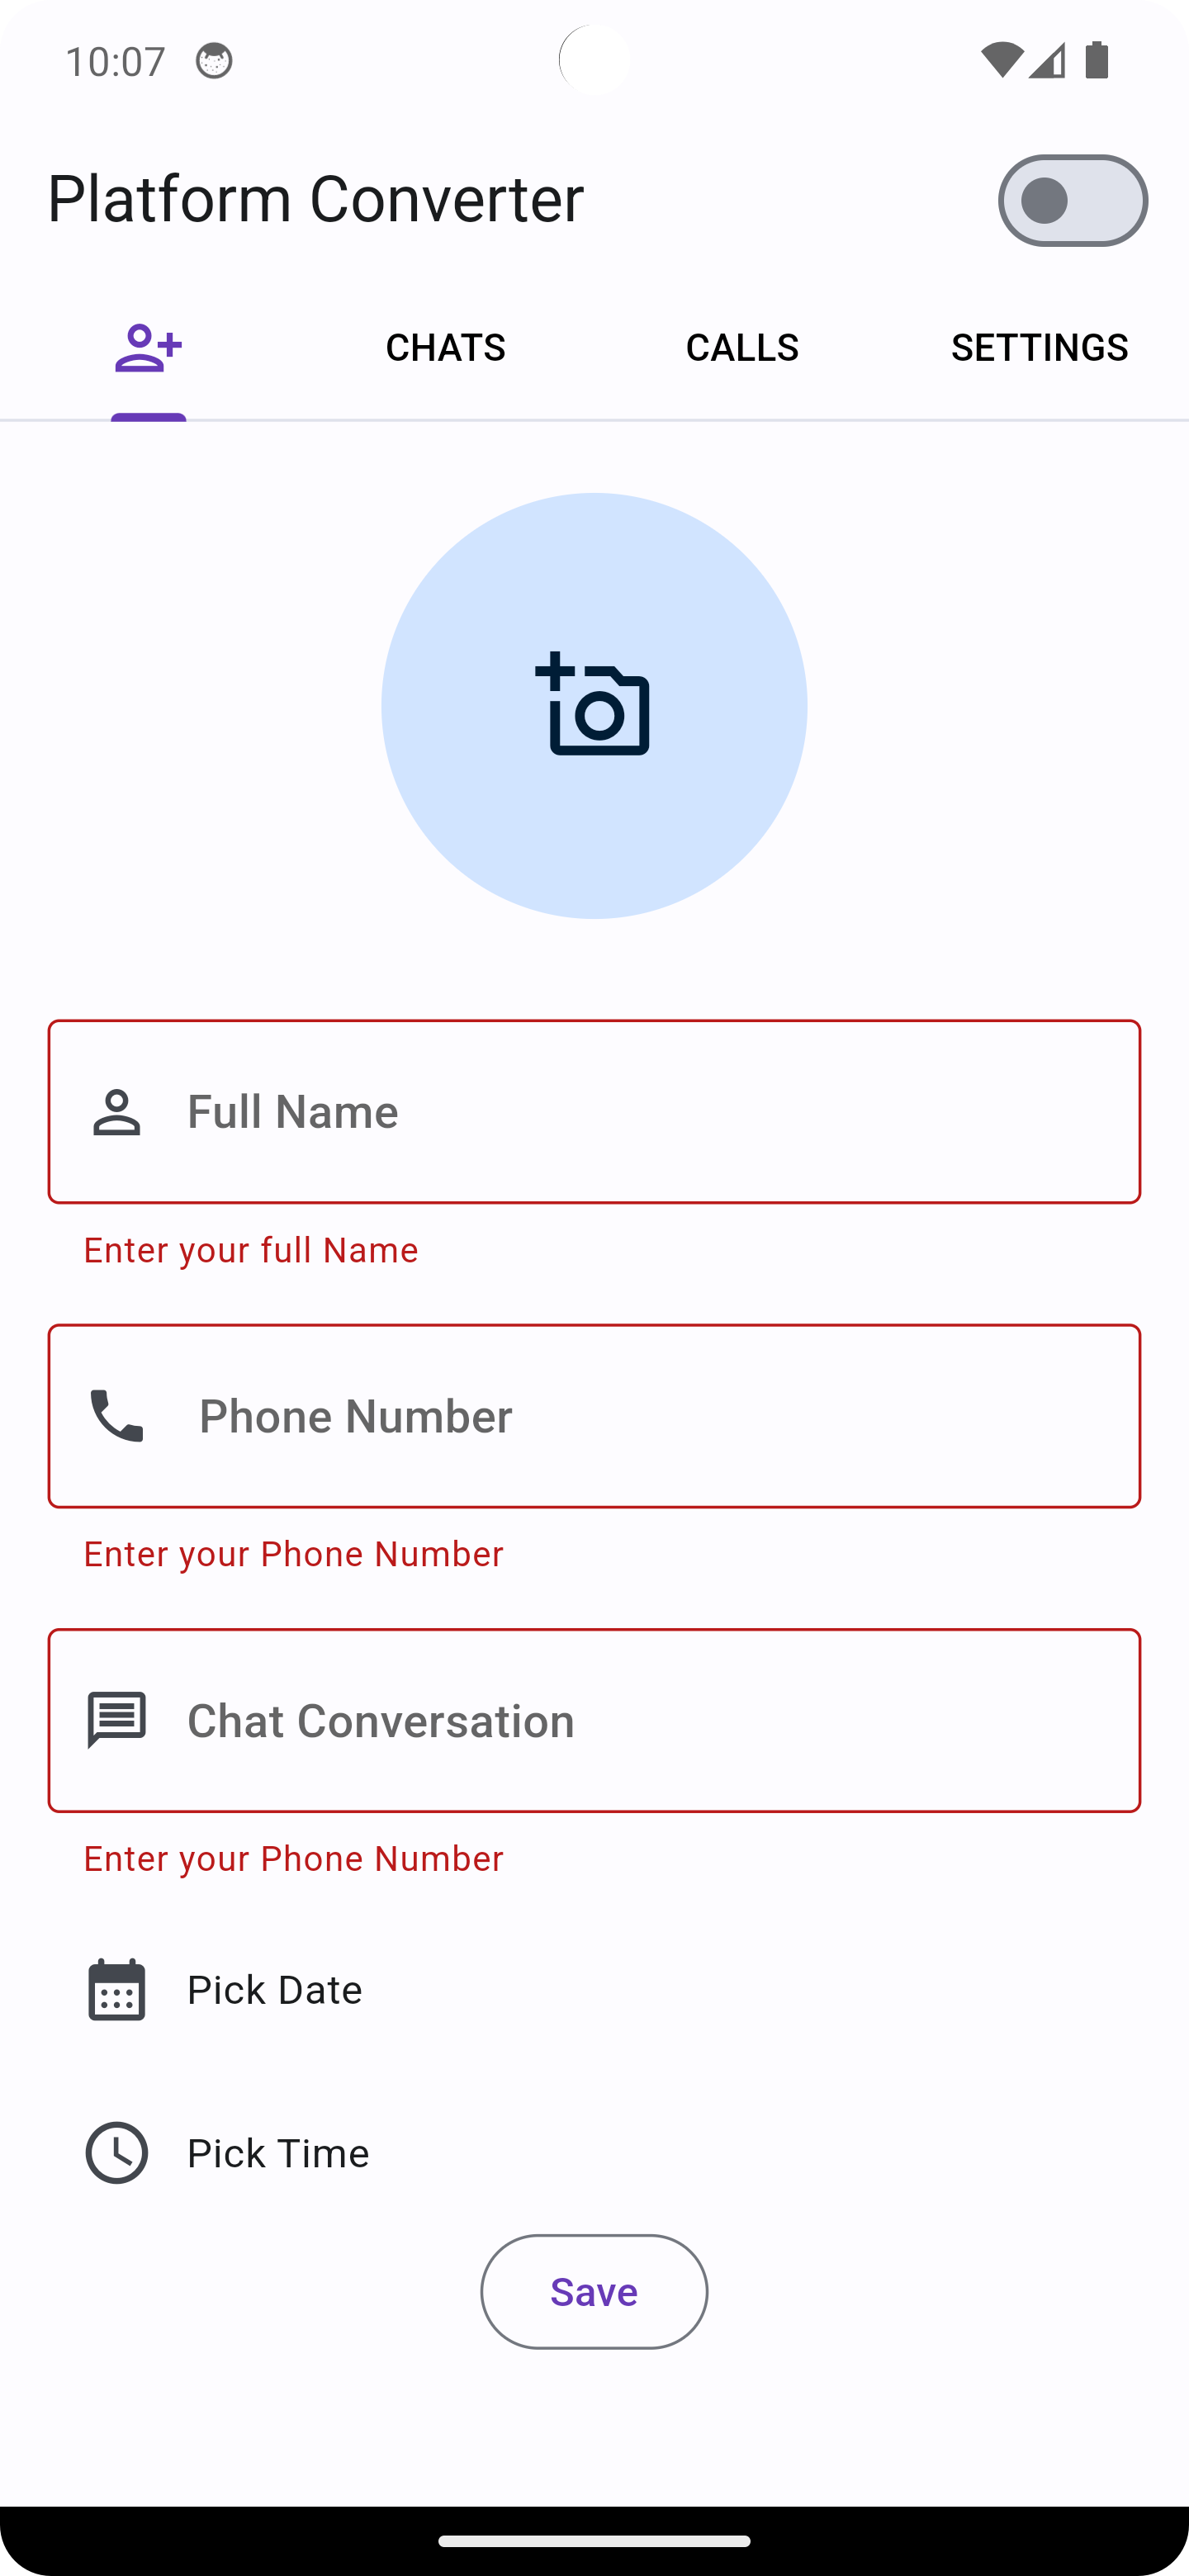 10:07
Platform Converter
CHATS CALLS SETTINGS
Full Name
Enter your full Name
Phone Number
Enter your Phone Number
Chat Conversation
Enter your Phone Number
Pick Date
Pick Time
Save